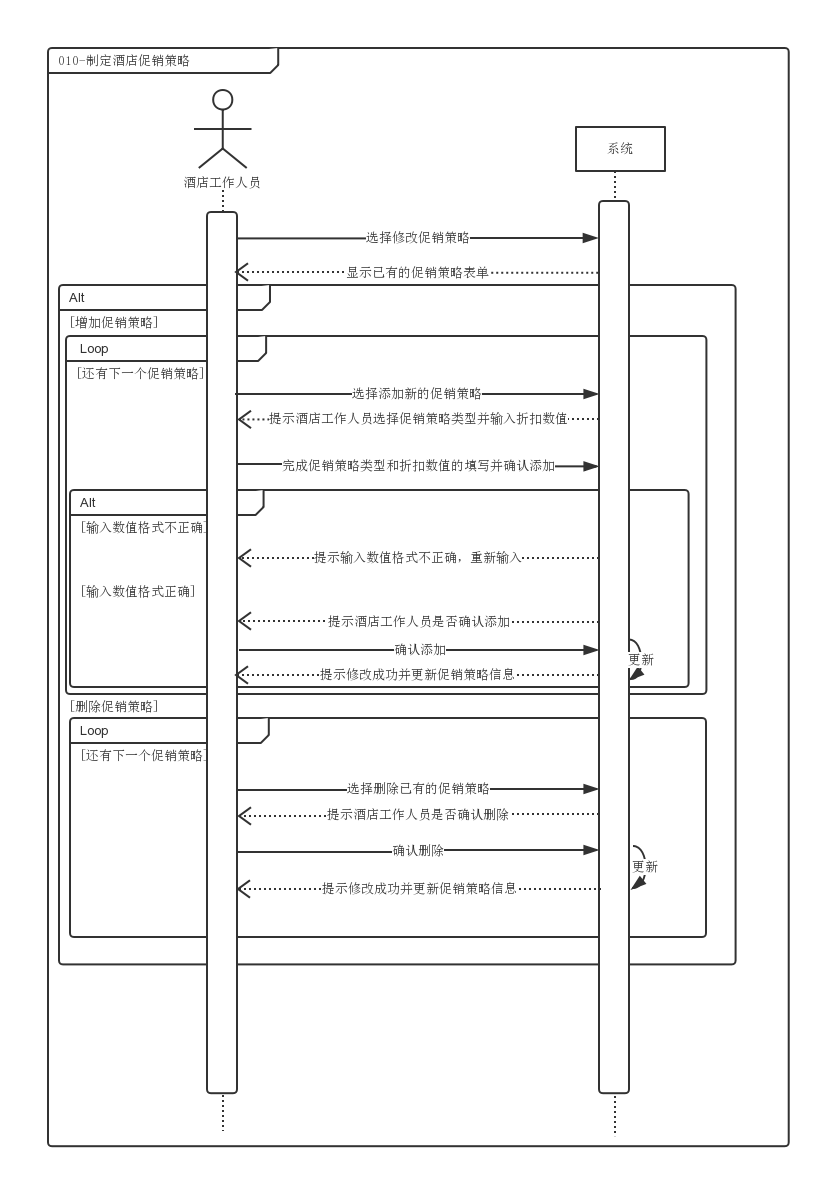 010-制定酒店促销策略
系统
酒店工作人员
选择修改促销策略
显示已有的促销策略表单
Alt
[增加促销策略]
Loop
[还有下一个促销策略]
选择添加新的促销策略
提示酒店工作人员选择促销策略类型并输入折扣数值
完成促销策略类型和折扣数值的填写并确认添加
Alt
[输入数值格式不正确]
提示输入数值格式不正确，重新输入
[输入数值格式正确]
提示酒店工作人员是否确认添加
确认添加
更新
提示修改成功并更新促销策略信息
[删除促销策略]
Loop
[还有下一个促销策略]
选择删除已有的促销策略
提示酒店工作人员是否确认删除
确认删除
更新
提示修改成功并更新促销策略信息